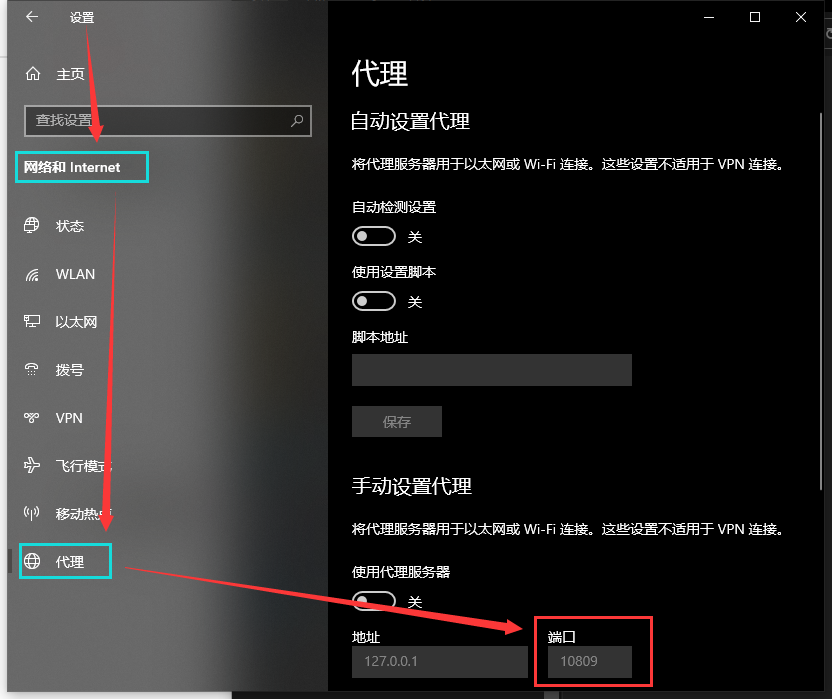 设置
主页
查找设置
网络和 Internet
状态
WLAN
以太网
拨号
VPN
飞行模式
移动热点
代理
代理
自动设置代理
将代理服务器用于以太网或 Wi-Fi 连接。这些设置不适用于 VPN 连接。
自动检测设置
关
使用设置脚本
关
脚本地址
保存
手动设置代理
将代理服务器用于以太网或 Wi-Fi 连接。这些设置不适用于 VPN 连接。
使用代理服务器
关
地址
端口
127.0.0.1
10809